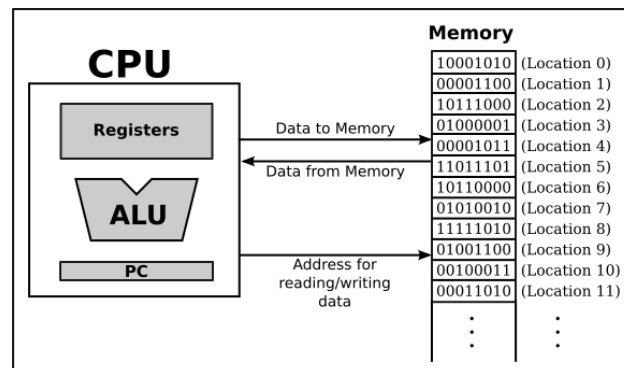 CPU
Registers
ALU
PC
Data to Memory
Data from Memory
Address for
reading/writing
data
Memory
10001010 (Location 0)
00001100 (Location 1)
10111000 (Location 2)
01000001 (Location 3)
00001011 (Location 4)
11011101 (Location 5)
10110000 (Location 6)
01010010 (Location 7)
11111010 (Location 8)
01001100 (Location 9)
00100011 (Location 10)
00011010 (Location 11)